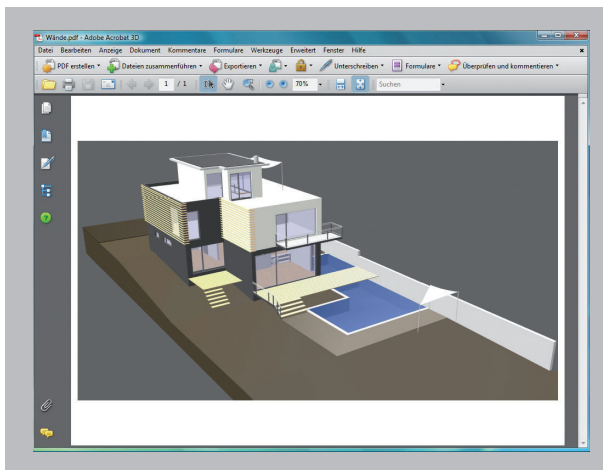 Wände.pdf - Adobe Acrobat 3D
Datei Bearbeiten Anzeige Dokument Kommentare Formulare Werkzeuge Erweitert Fenster Hilfe
PDF erstellen Dateien zusammenführen Exportieren Unterschreiben Formulare Überprüfen und kommentieren
1 / 1 70% Suchen